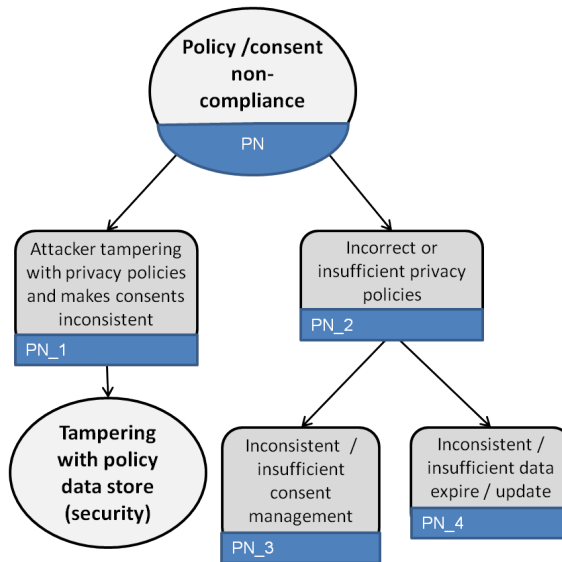 Policy /consent
non-
compliance
PN
Attacker tampering
with privacy policies
and makes consents
inconsistent
PN_1
Incorrect or
insufficient privacy
policies
PN_2
Tampering
with policy
data store
(security)
Inconsistent /
insufficient
consent
management
PN_3
Inconsistent /
insufficient data
expire / update
PN_4